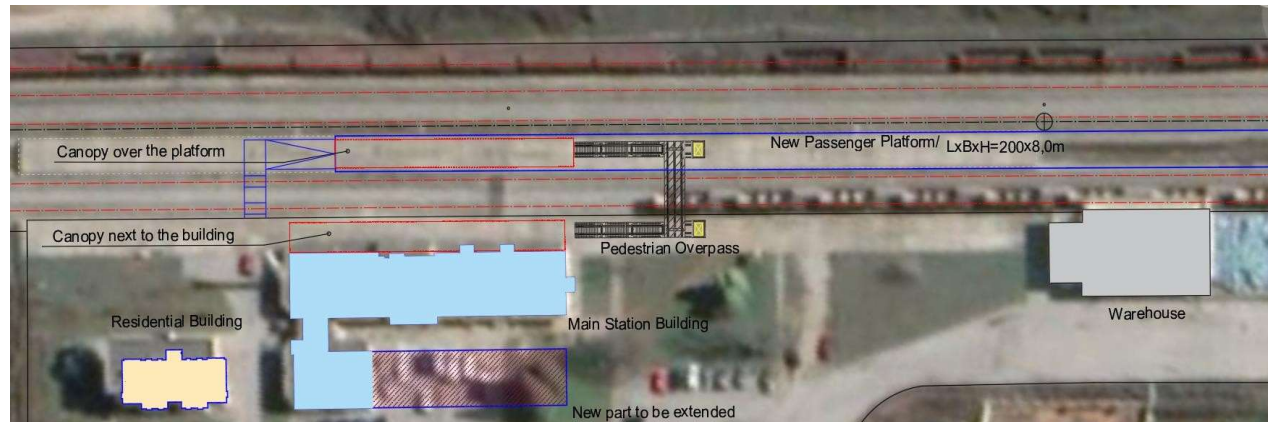 Canopy over the platform
New Passenger Platform/ LxBxH=200x8,0m
Canopy next to the building
Pedestrian Overpass
Residential Building
Main Station Building
Warehouse
New part to be extended